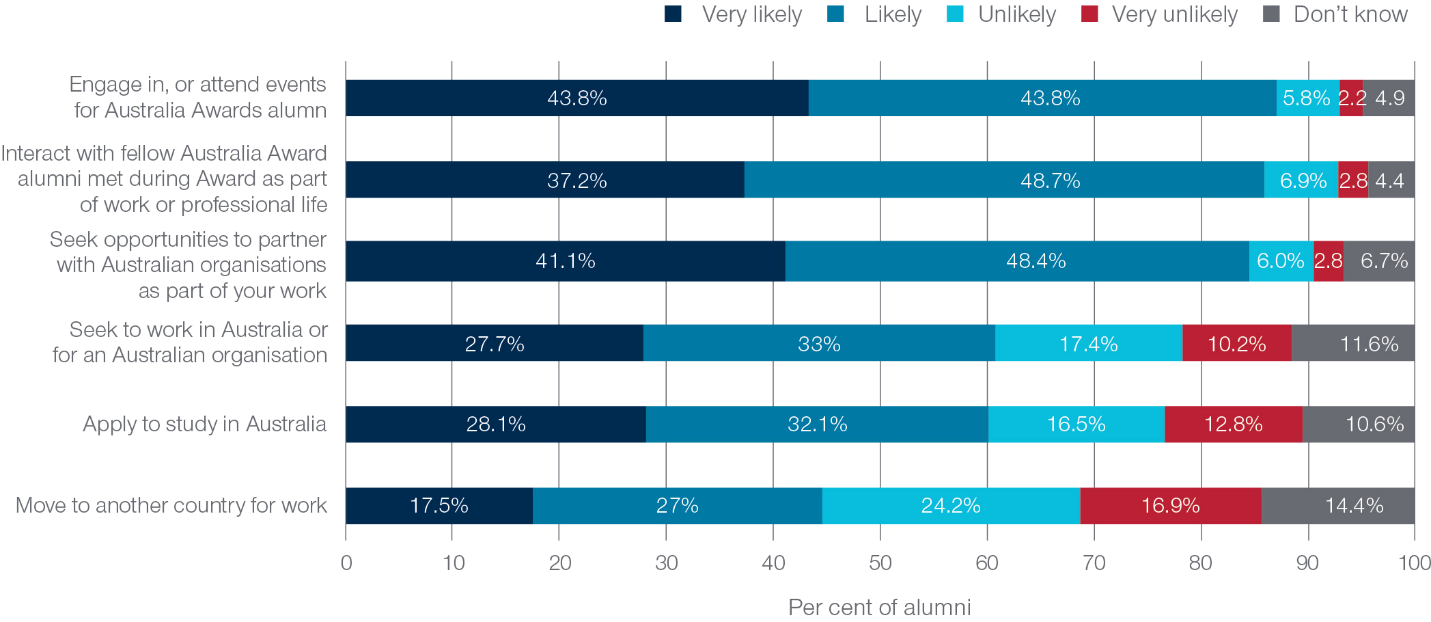 Very likely Likely Unlikely Very unlikely Don't know
Engage in, or attend events
for Australia Awards alumn
43.8% 43.8% 5.8% 2.2 4.9
Interact with fellow Australia Award
alumni met during Award as part
of work or professional life
37.2% 48.7% 6.9% 2.8 4.4
Seek opportunities to partner
with Australian organisations
as part of your work
41.1% 48.4% 6.0% 2.8 6.7%
Seek to work in Australia or
for an Australian organisation
27.7% 33% 17.4% 10.2% 11.6%
Apply to study in Australia
28.1% 32.1% 16.5% 12.8% 10.6%
Move to another country for work
17.5% 27% 24.2% 16.9% 14.4%
0 10 20 30 40 50 60 70 80 90 100
Per cent of alumni